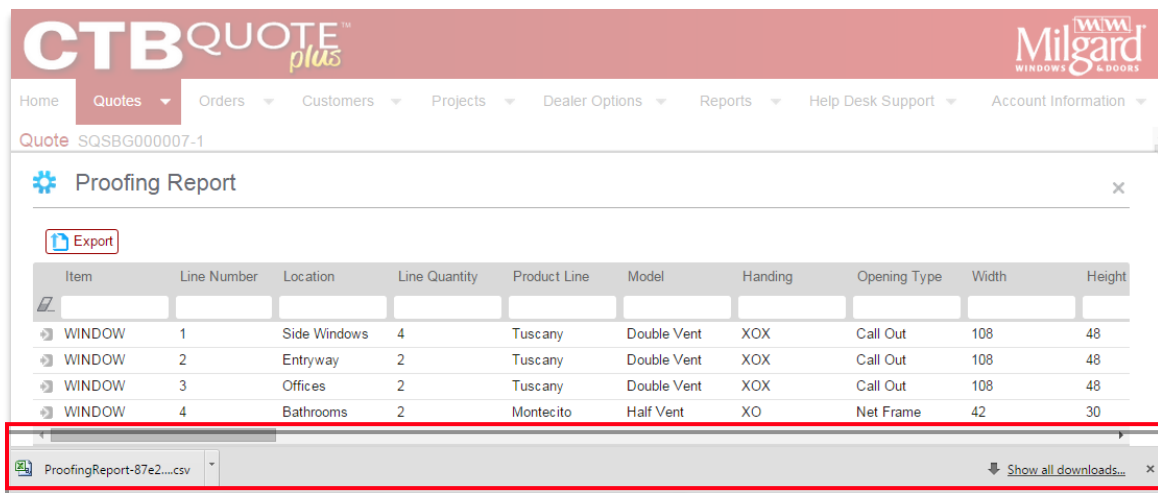 CTBQUOTE™
plus
Milgard
WINDOWS & DOORS
Home Quotes Orders Customers Projects Dealer Options Reports Help Desk Support Account Information
Quote SQSBG000007-1
Proofing Report ×
Export
Item Line Number Location Line Quantity Product Line Model Handing Opening Type Width Height
WINDOW 1 Side Windows 4 Tuscany Double Vent XOX Call Out 108 48
WINDOW 2 Entryway 2 Tuscany Double Vent XOX Call Out 108 48
WINDOW 3 Offices 2 Tuscany Double Vent XOX Call Out 108 48
WINDOW 4 Bathrooms 2 Montecito Half Vent XO Net Frame 42 30
ProofingReport-87e2....csv Show all downloads... ×